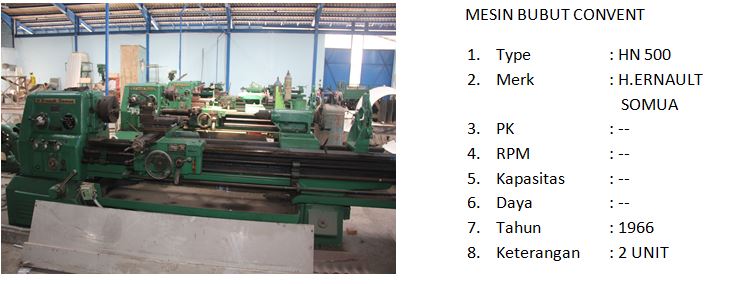 MESIN BUBUT CONVENT
1. Type : HN 500
2. Merk : H.ERNAULT
SOMUA
3. PK : --
4. RPM : --
5. Kapasitas : --
6. Daya : --
7. Tahun : 1966
8. Keterangan : 2 UNIT